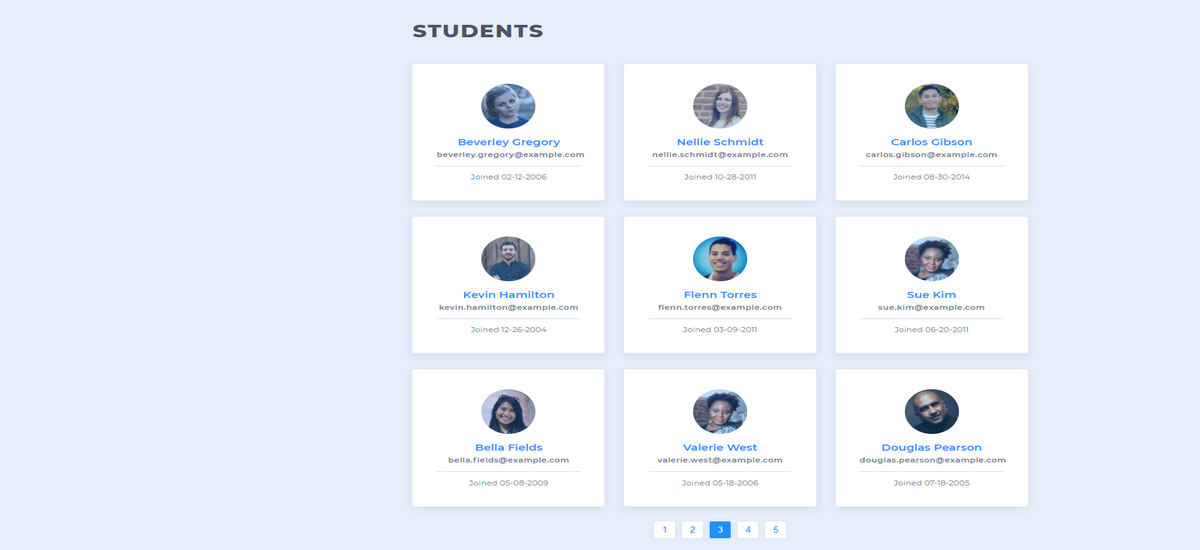 STUDENTS
Beverley Gregory
beverley.gregory@example.com
Joined 02-12-2006
Nellie Schmidt
nellie.schmidt@example.com
Joined 10-28-2011
Carlos Gibson
carlos.gibson@example.com
Joined 08-30-2014
Kevin Hamilton
kevin.hamilton@example.com
Joined 12-26-2004
Flenn Torres
flenn.torres@example.com
Joined 03-09-2011
Sue Kim
sue.kim@example.com
Joined 06-20-2011
Bella Fields
bella.fields@example.com
Joined 05-08-2009
Valerie West
valerie.west@example.com
Joined 05-18-2006
Douglas Pearson
douglas.pearson@example.com
Joined 07-18-2005
1 2 3 4 5